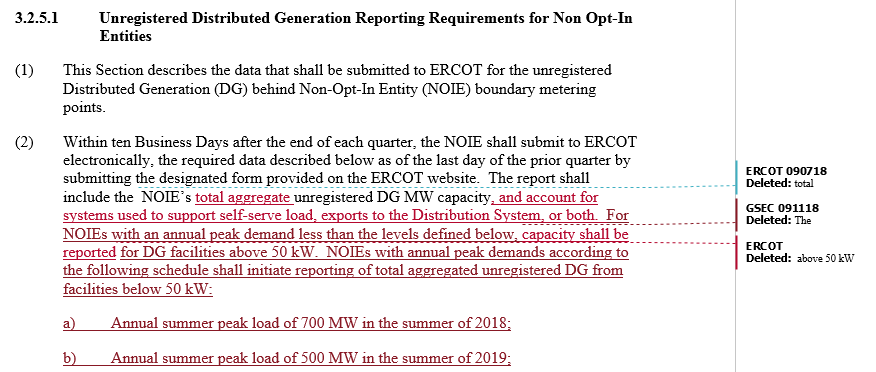 3.2.5.1 Unregistered Distributed Generation Reporting Requirements for Non Opt-In
Entities
(1) This Section describes the data that shall be submitted to ERCOT for the unregistered
Distributed Generation (DG) behind Non-Opt-In Entity (NOIE) boundary metering
points.
(2) Within ten Business Days after the end of each quarter, the NOIE shall submit to ERCOT
electronically, the required data described below as of the last day of the prior quarter by
submitting the designated form provided on the ERCOT website. The report shall
include the NOIE's total aggregate unregistered DG MW capacity, and account for
systems used to support self-serve load, exports to the Distribution System, or both. For
NOIEs with an annual peak demand less than the levels defined below, capacity shall be
reported for DG facilities above 50 kW. NOIEs with annual peak demands according to
the following schedule shall initiate reporting of total aggregated unregistered DG from
facilities below 50 kW:
a) Annual summer peak load of 700 MW in the summer of 2018;
b) Annual summer peak load of 500 MW in the summer of 2019;
ERCOT 090718
Deleted: total
GSEC 091118
Deleted: The
ERCOT
Deleted: above 50 kW